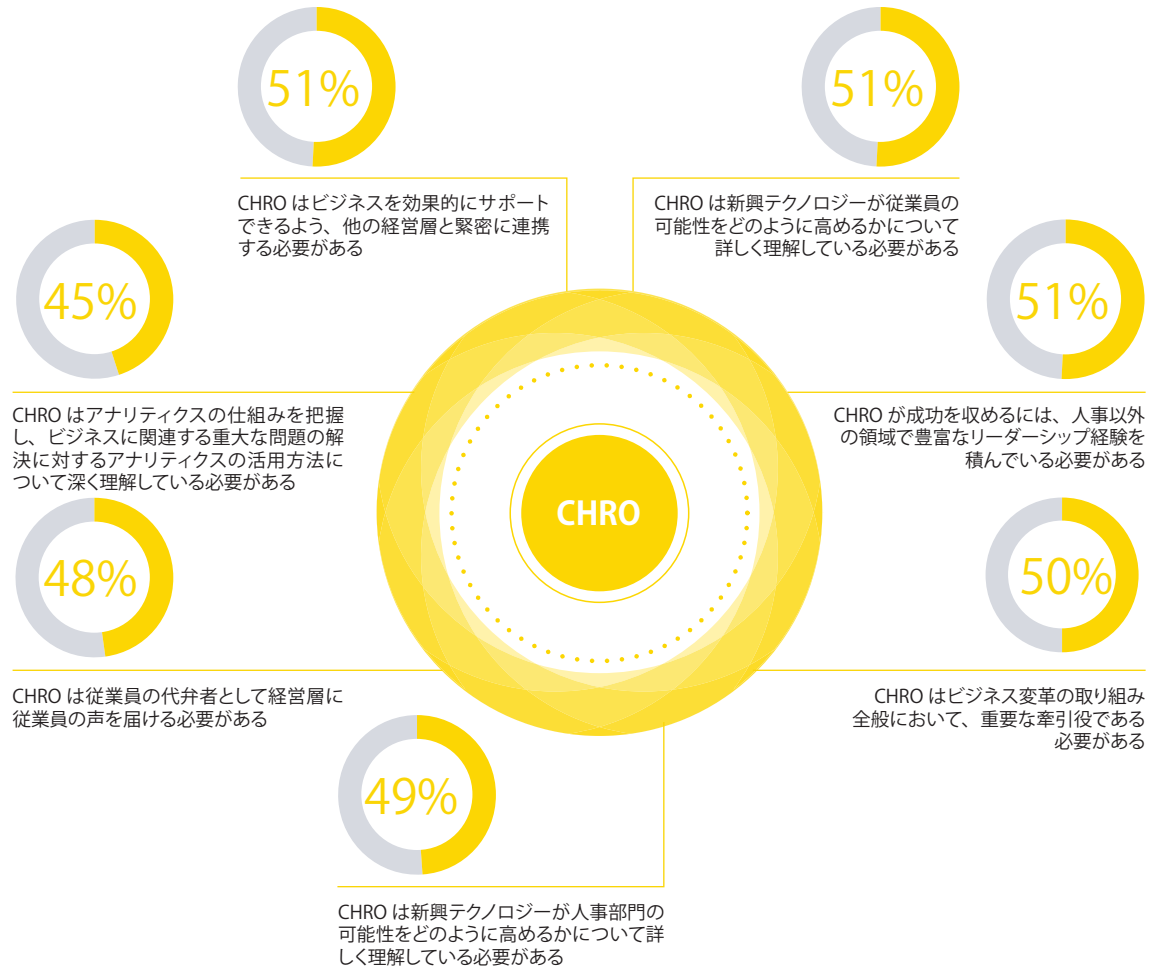 51%
CHRO はビジネスを効果的にサポート
できるよう、他の経営層と緊密に連携
する必要がある
51%
CHRO は新興テクノロジーが従業員の
可能性をどのように高めるかについて
詳しく理解している必要がある
45%
CHRO はアナリティクスの仕組みを把握
し、ビジネスに関連する重大な問題の解
決に対するアナリティクスの活用方法に
ついて深く理解している必要がある
51%
CHRO が成功を収めるには、人事以外
の領域で豊富なリーダーシップ経験を
積んでいる必要がある
CHRO
48%
CHRO は従業員の代弁者として経営層に
従業員の声を届ける必要がある
50%
CHRO はビジネス変革の取り組み
全般において、重要な牽引役である
必要がある
49%
CHRO は新興テクノロジーが人事部門の
可能性をどのように高めるかについて詳
しく理解している必要がある